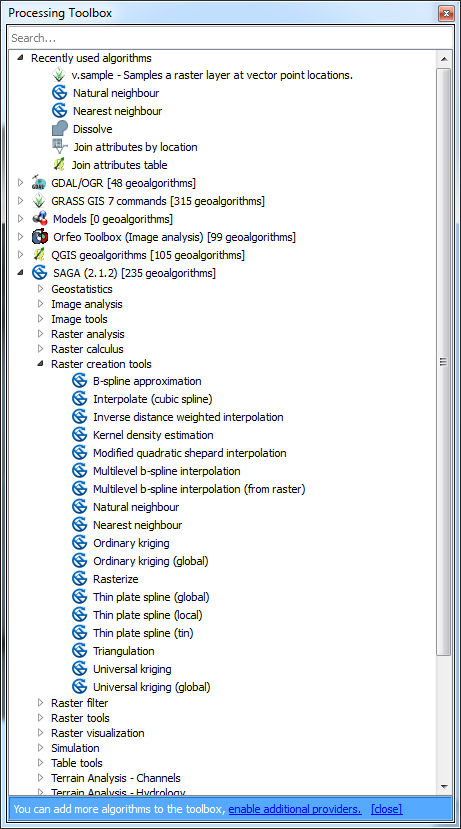 Processing Toolbox
Search...
Recently used algorithms
v.sample - Samples a raster layer at vector point locations.
Natural neighbour
Nearest neighbour
Dissolve
Join attributes by location
Join attributes table
GDAL/OGR [48 geoalgorithms]
GRASS GIS 7 commands [315 geoalgorithms]
Models [0 geoalgorithms]
Orfeo Toolbox (Image analysis) [99 geoalgorithms]
QGIS geoalgorithms [105 geoalgorithms]
SAGA (2.1.2) [235 geoalgorithms]
Geostatistics
Image analysis
Image tools
Raster analysis
Raster calculus
Raster creation tools
B-spline approximation
Interpolate (cubic spline)
Inverse distance weighted interpolation
Kernel density estimation
Modified quadratic shepard interpolation
Multilevel b-spline interpolation
Multilevel b-spline interpolation (from raster)
Natural neighbour
Nearest neighbour
Ordinary kriging
Ordinary kriging (global)
Rasterize
Thin plate spline (global)
Thin plate spline (local)
Thin plate spline (tin)
Triangulation
Universal kriging
Universal kriging (global)
Raster filter
Raster tools
Raster visualization
Simulation
Table tools
Terrain Analysis - Channels
Terrain Analysis - Hydrology
You can add more algorithms to the toolbox, enable additional providers. [close]